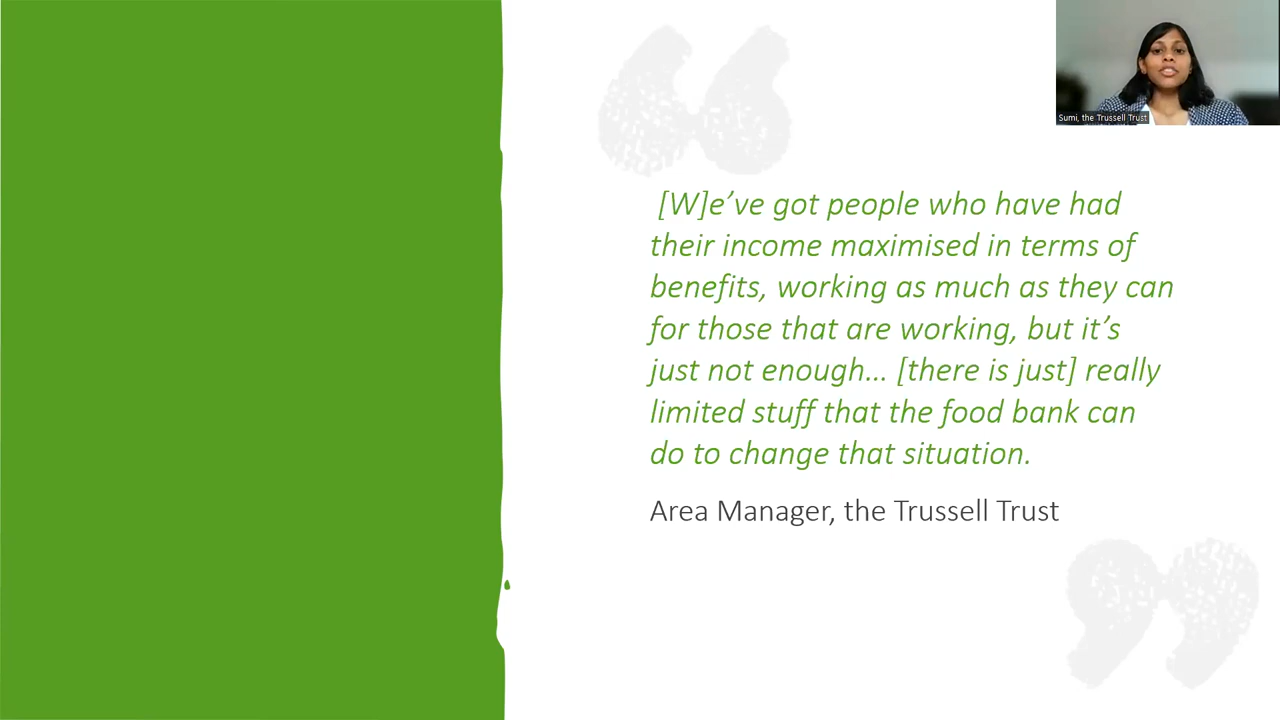 Sumi, the Trussell Trust
[W]e’ve got people who have had
their income maximised in terms of
benefits, working as much as they can
for those that are working, but it’s
just not enough… [there is just] really
limited stuff that the food bank can
do to change that situation.
Area Manager, the Trussell Trust